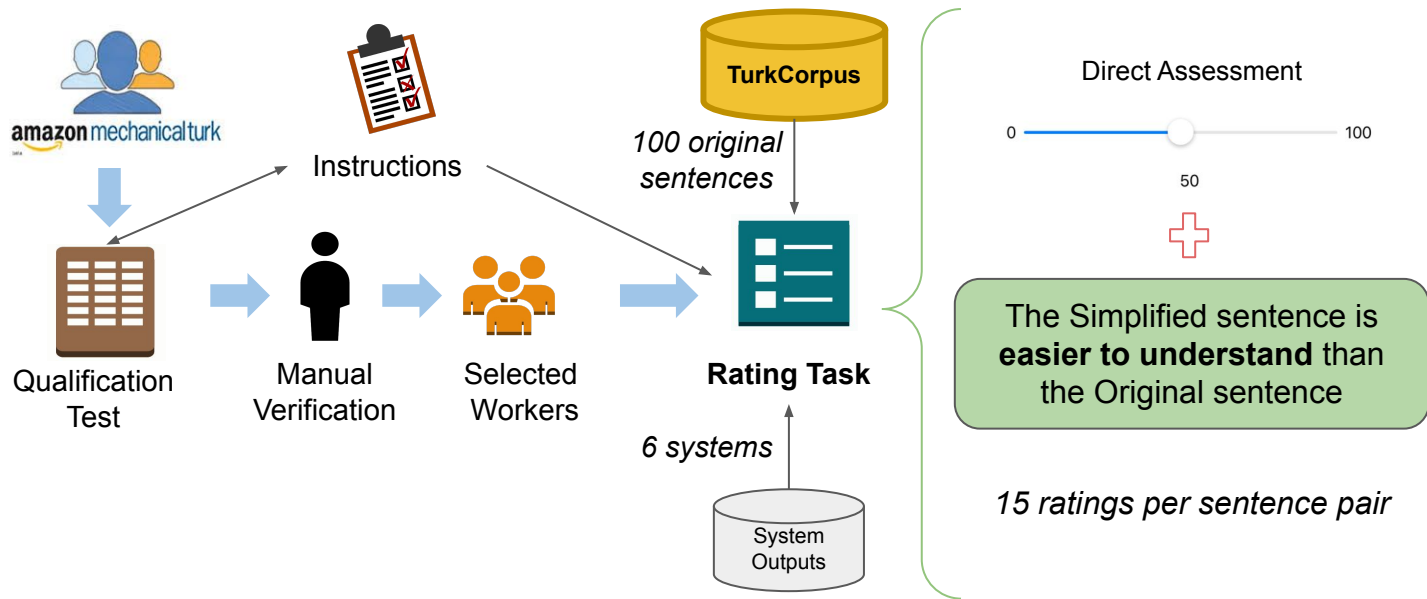 amazon mechanicalturk
Instructions
TurkCorpus
100 original
sentences
Qualification
Test
Manual
Verification
Selected
Workers
Rating Task
6 systems
System
Outputs
Direct Assessment
0
100
50
The Simplified sentence is
easier to understand than
the Original sentence
15 ratings per sentence pair